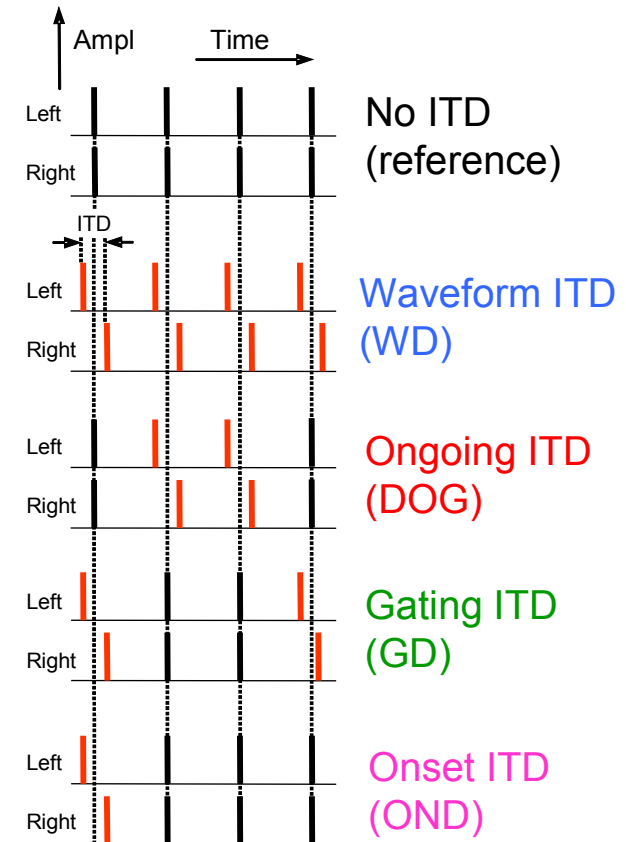 Ampl Time
Left
No ITD
(reference)
Right
ITD
Left
Waveform ITD
(WD)
Right
Left
Ongoing ITD
(DOG)
Right
Left
Gating ITD
(GD)
Right
Left
Onset ITD
(OND)
Right